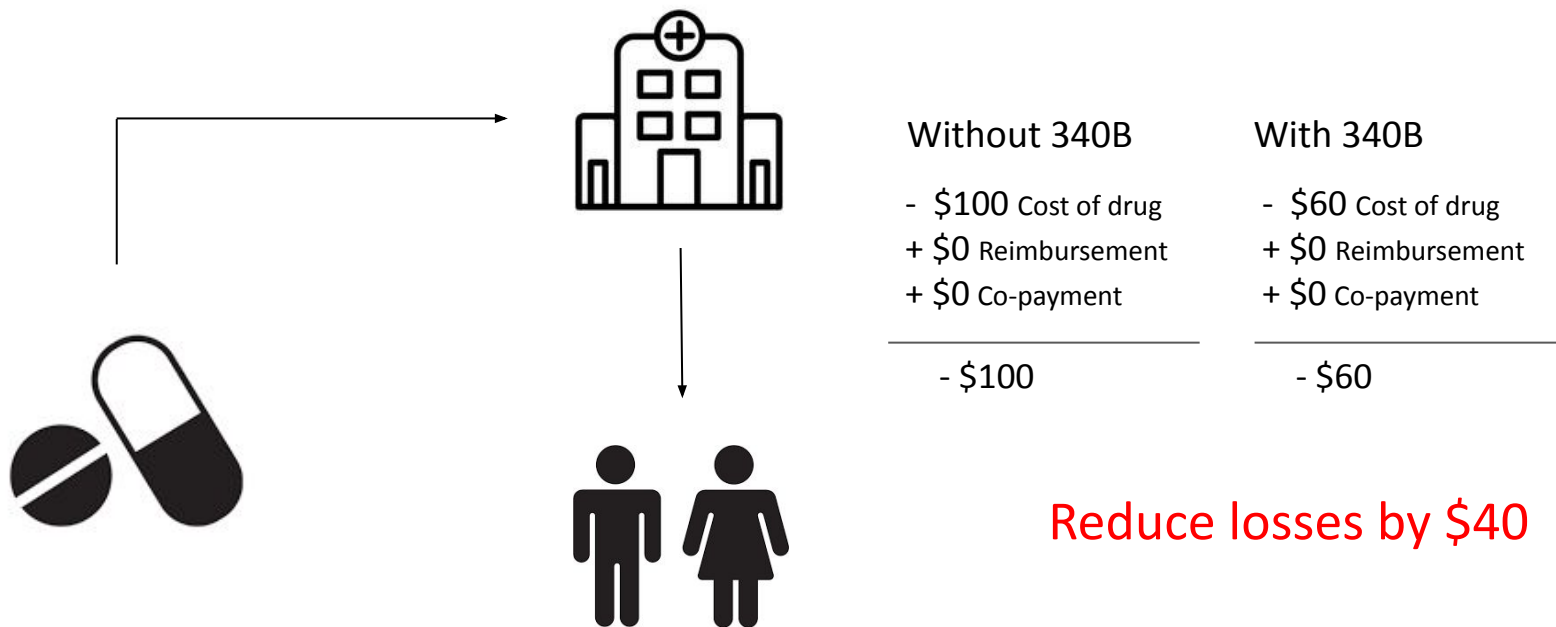 Without 340B
- $100 Cost of drug
+ $0 Reimbursement
+ $0 Co-payment
- $100
With 340B
- $60 Cost of drug
+ $0 Reimbursement
+ $0 Co-payment
- $60
Reduce losses by $40